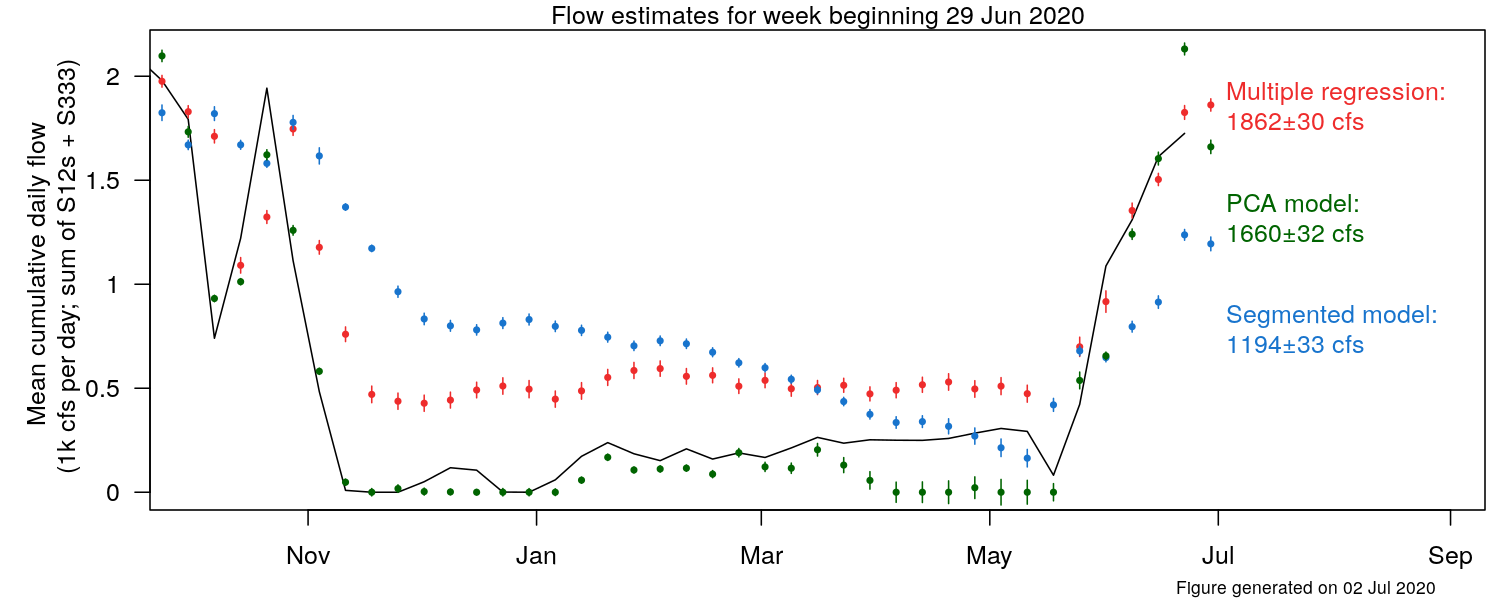 Flow estimates for week beginning 29 Jun 2020
Mean cumulative daily flow
(1k cfs per day; sum of S12s + S333)
2
1.5
1
0.5
0
Multiple regression:
1862±30 cfs
PCA model:
1660±32 cfs
Segmented model:
1194±33 cfs
Nov Jan Mar May Jul Sep
Figure generated on 02 Jul 2020